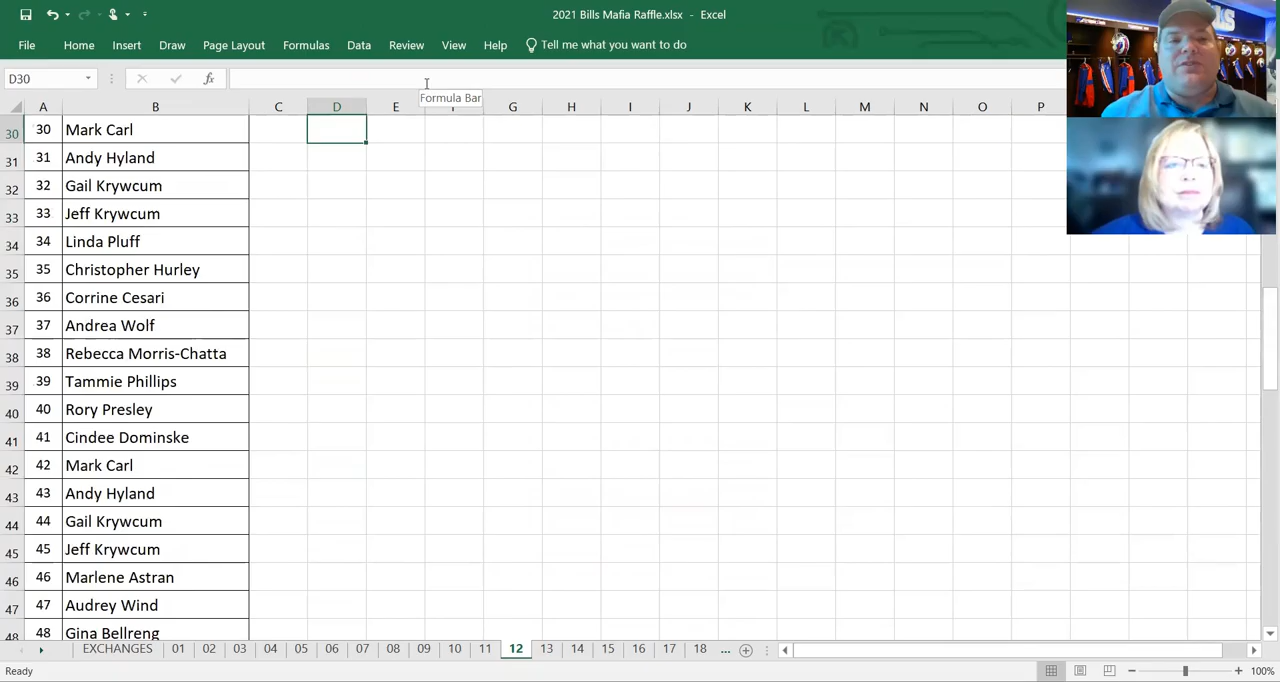 2021 Bills Mafia Raffle.xlsx - Excel
File Home Insert Draw Page Layout Formulas Data Review View Help Tell me what you want to do
D30 fx
Formula Bar
A B C D E F G H I J K L M N O P
30 30 Mark Carl
31 31 Andy Hyland
32 32 Gail Krywcum
33 33 Jeff Krywcum
34 34 Linda Pluff
35 35 Christopher Hurley
36 36 Corrine Cesari
37 37 Andrea Wolf
38 38 Rebecca Morris-Chatta
39 39 Tammie Phillips
40 40 Rory Presley
41 41 Cindee Dominske
42 42 Mark Carl
43 43 Andy Hyland
44 44 Gail Krywcum
45 45 Jeff Krywcum
46 46 Marlene Astran
47 47 Audrey Wind
48 48 Gina Bellreng
EXCHANGES 01 02 03 04 05 06 07 08 09 10 11 12 13 14 15 16 17 18 ...
Ready 100%